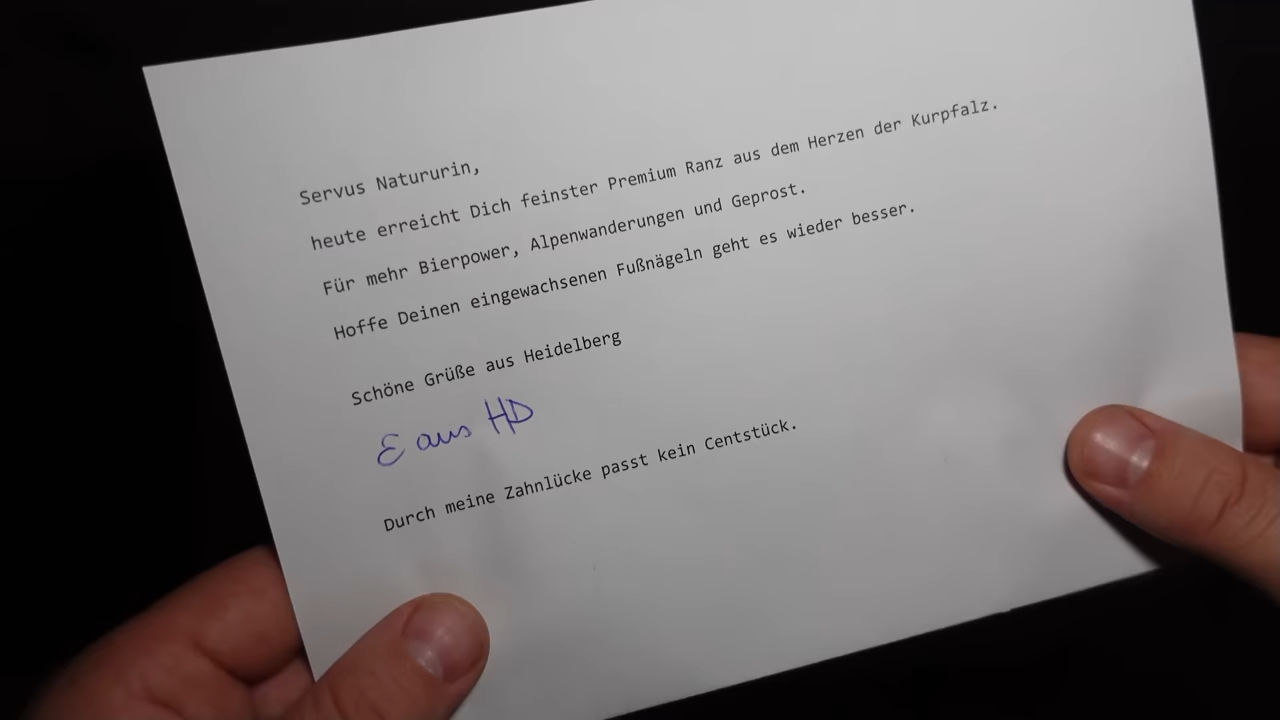 Servus Natururin,
heute erreicht Dich feinster Premium Ranz aus dem Herzen der Kurpfalz.
Für mehr Bierpower, Alpenwanderungen und Geprost.
Hoffe Deinen eingewachsenen Fußnägeln geht es wieder besser.
Schöne Grüße aus Heidelberg
E aus HD
Durch meine Zahnlücke passt kein Centstück.